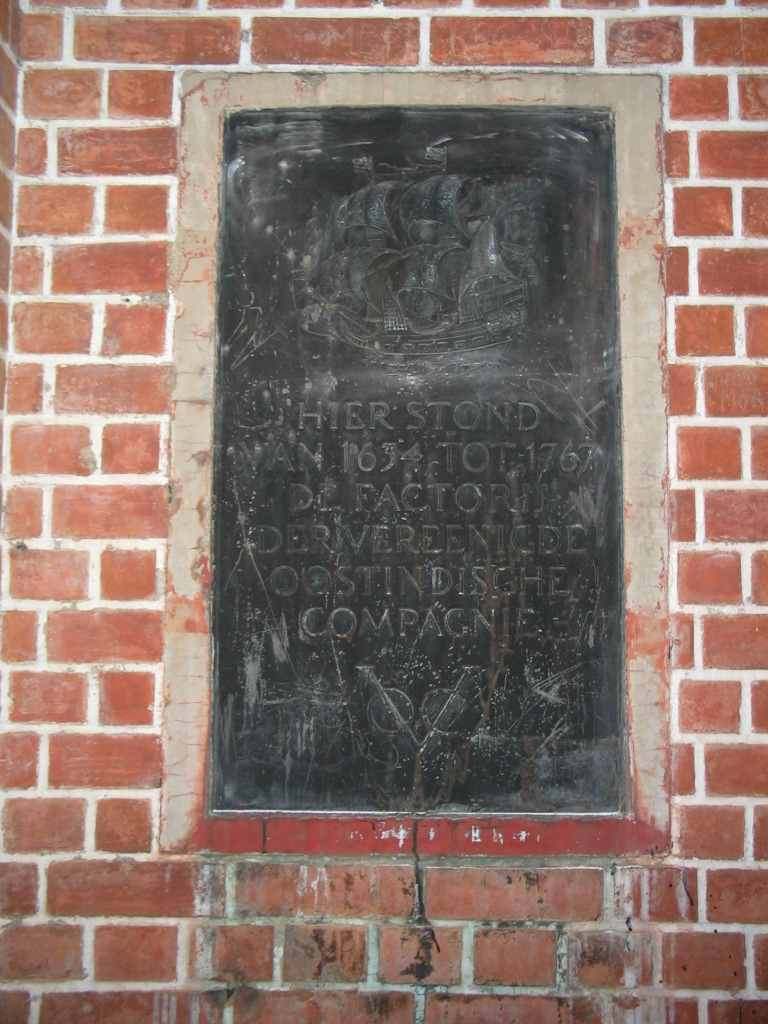 HIER STOND
VAN 1634 TOT 1767
DE FACTORIJ
DER VEREENIGDE
OOSTINDISCHE
COMPAGNIE